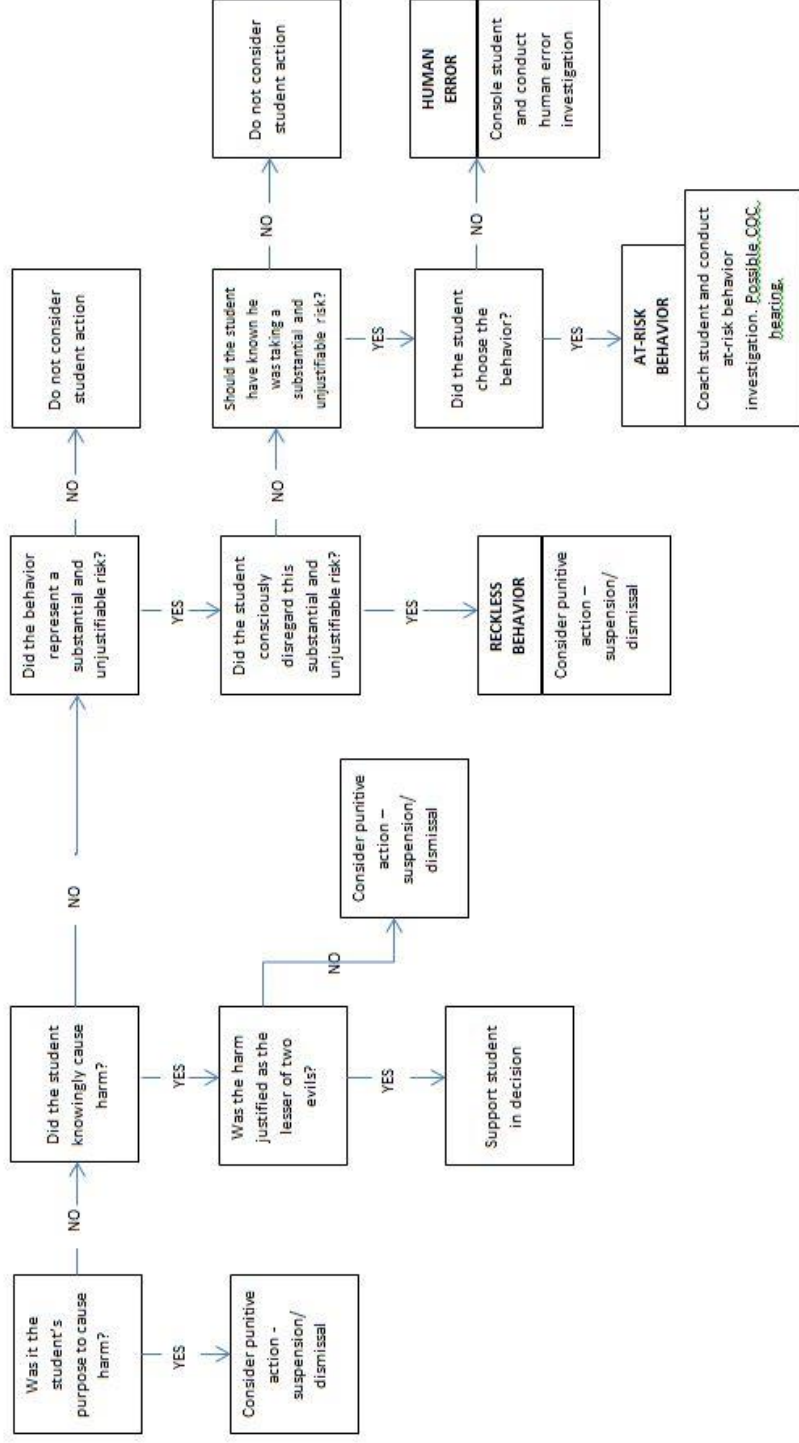 Was it the
student's
purpose to cause
harm?
NO
YES
Consider punitive
action -
suspension/
dismissal
Did the student
knowingly cause
harm?
NO
YES
Was the harm
justified as the
lesser of two
evils?
NO
Consider punitive
action –
suspension/
dismissal
YES
Support student
in decision
Did the behavior
represent a
substantial and
unjustifiable risk?
NO
Do not consider
student action
YES
Did the student
consciously
disregard this
substantial and
unjustifiable risk?
YES
RECKLESS
BEHAVIOR
Consider punitive
action –
suspension/
dismissal
NO
Should the student
have known he
was taking a
substantial and
unjustifiable risk?
NO
Do not consider
student action
YES
Did the student
choose the
behavior?
NO
HUMAN
ERROR
Console student
and conduct
human error
investigation
YES
AT-RISK
BEHAVIOR
Coach student and conduct
at-risk behavior
investigation. Possible COC
hearing.